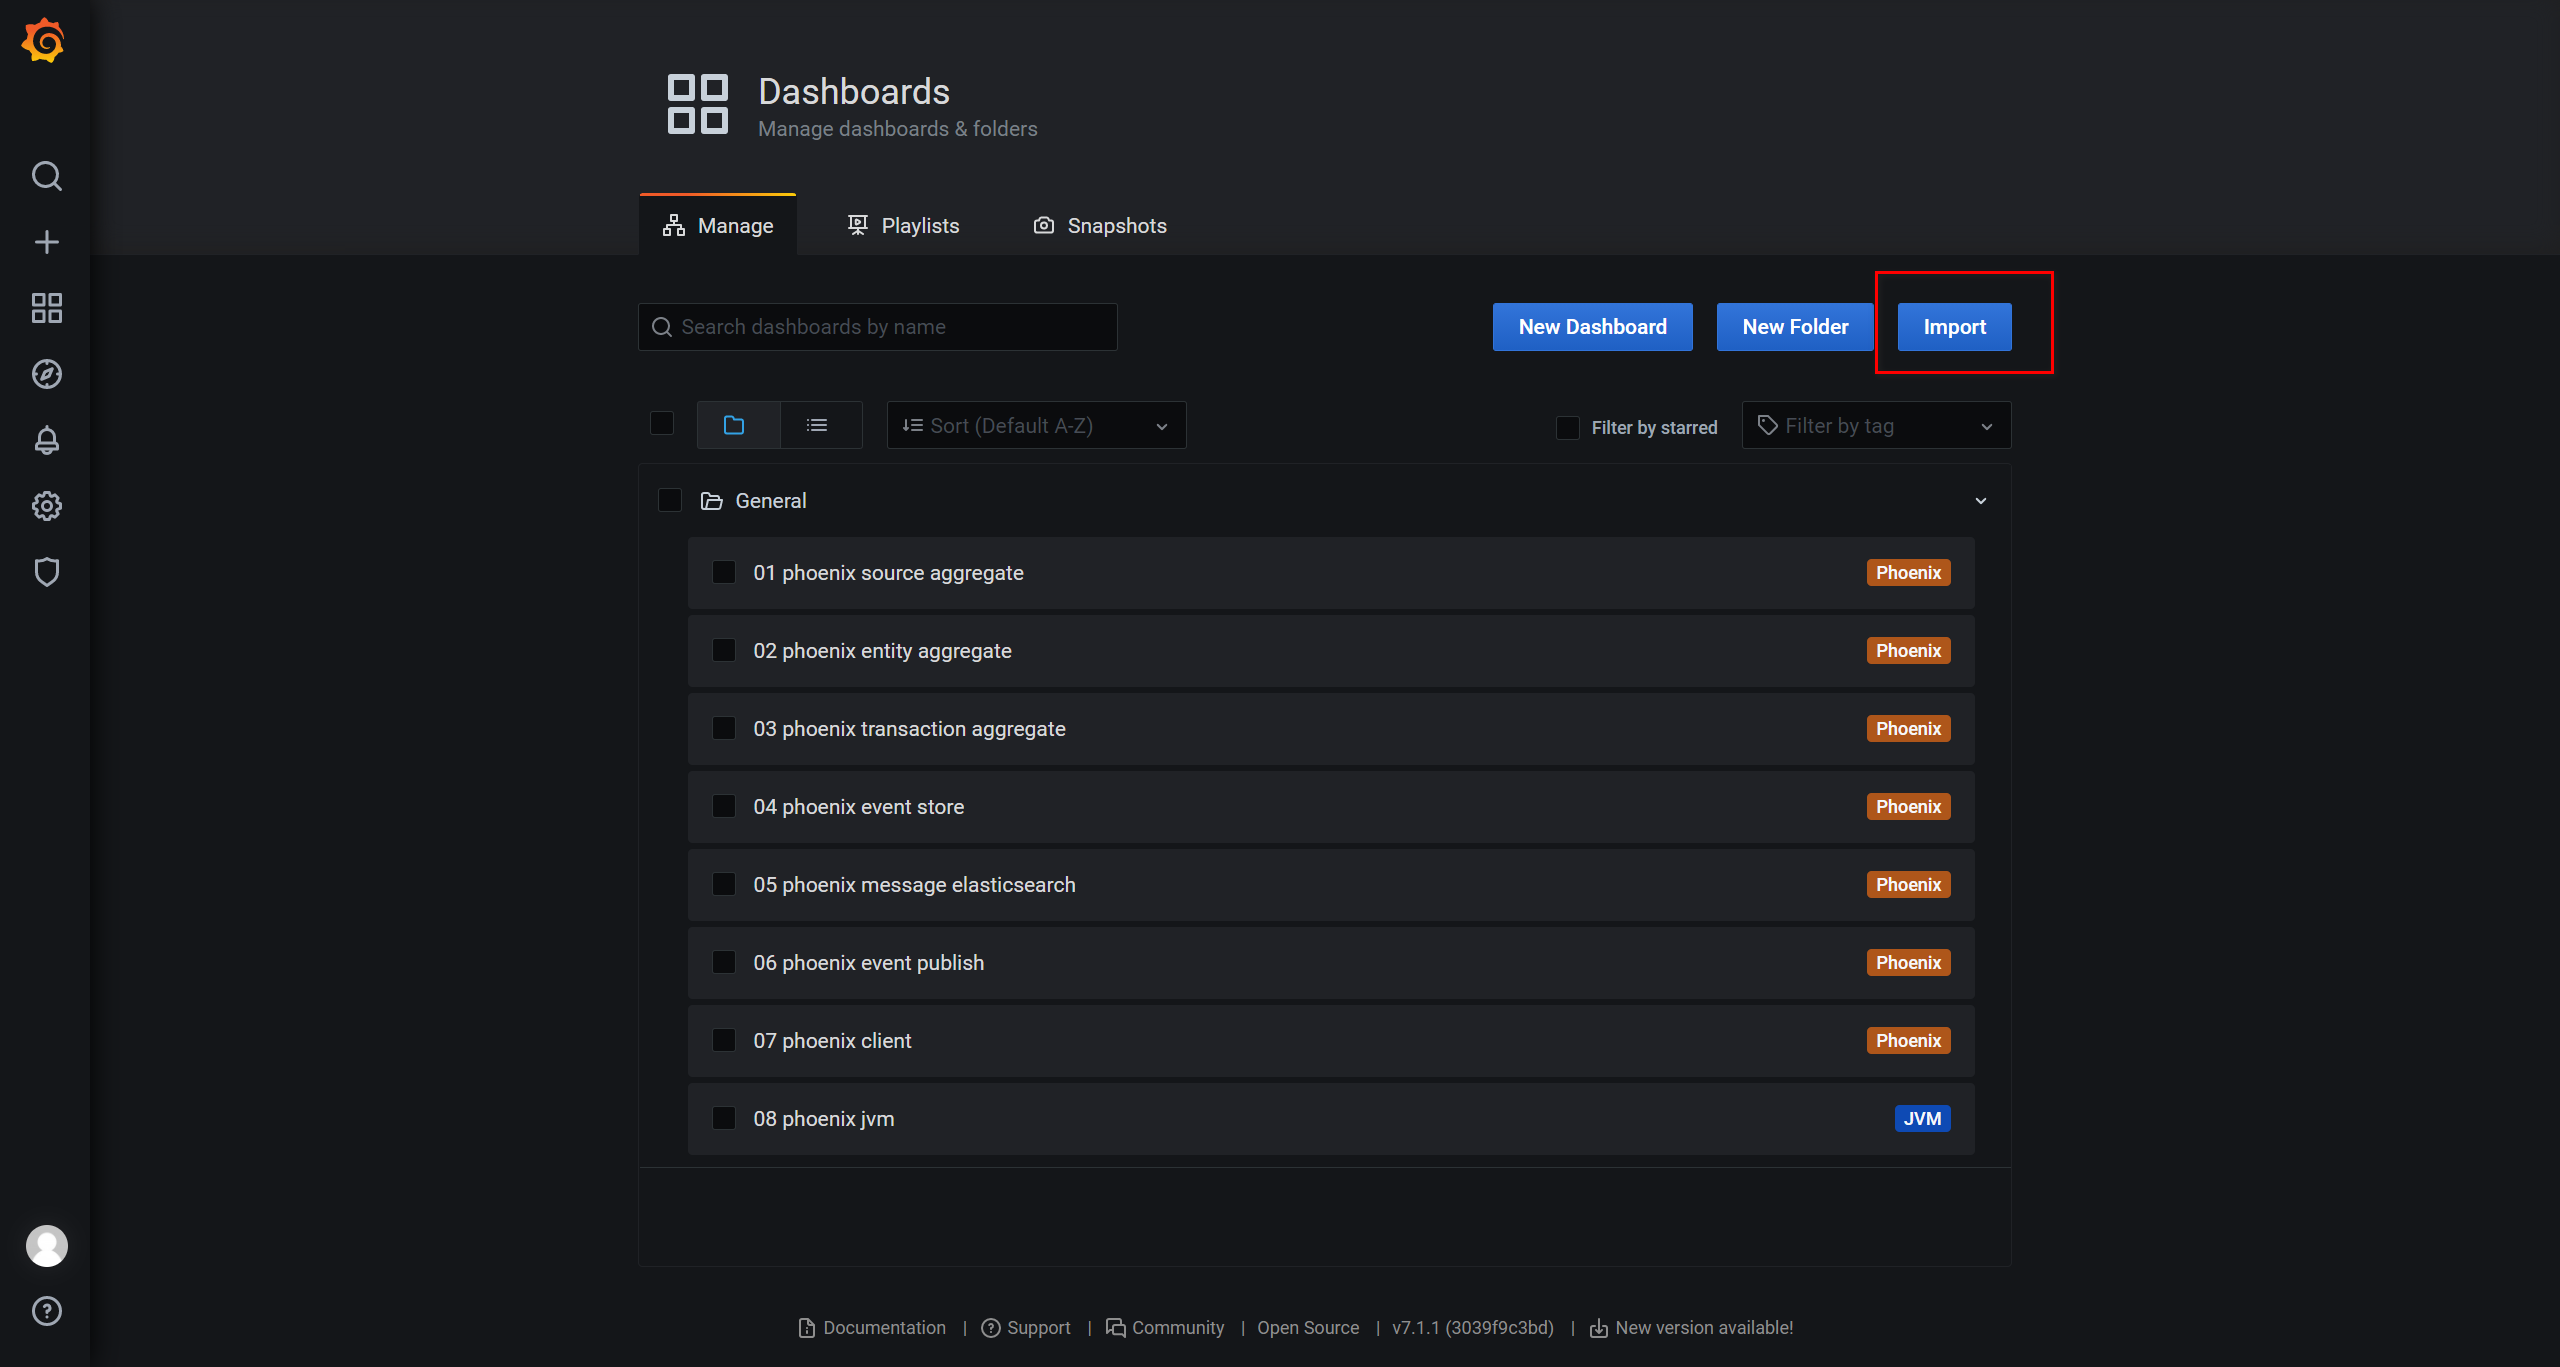 Dashboards
Manage dashboards & folders
Manage
Playlists
Snapshots
Search dashboards by name
New Dashboard
New Folder
Import
Sort (Default A-Z)
Filter by starred
Filter by tag
General
01 phoenix source aggregate
Phoenix
02 phoenix entity aggregate
Phoenix
03 phoenix transaction aggregate
Phoenix
04 phoenix event store
Phoenix
05 phoenix message elasticsearch
Phoenix
06 phoenix event publish
Phoenix
07 phoenix client
Phoenix
08 phoenix jvm
JVM
Documentation | Support | Community | Open Source | v7.1.1 (3039f9c3bd) | New version available!